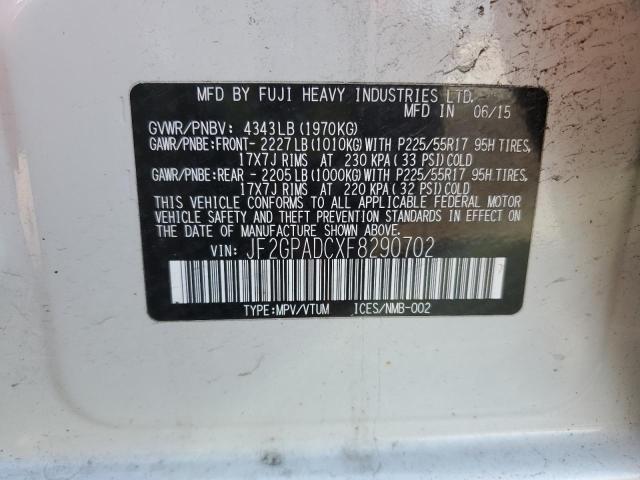 MFD BY FUJI HEAVY INDUSTRIES LTD.
MFD IN 06/15
GVWR/PNBV: 4343LB(1970KG)
GAWR/PNBE:FRONT- 2227LB(1010KG)WITH P225/55R17 95H TIRES,
17X7J RIMS AT 230 KPA(33 PSI)COLD
GAWR/PNBE:REAR - 2205LB(1000KG)WITH P225/55R17 95H TIRES,
17X7J RIMS AT 220 KPA(32 PSI)COLD
THIS VEHICLE CONFORMS TO ALL APPLICABLE FEDERAL MOTOR
VEHICLE SAFETY AND THEFT PREVENTION STANDARDS IN EFFECT ON
THE DATE OF MANUFACTURE SHOWN ABOVE.
VIN: JF2GPADCXF8290702
TYPE:MPV/VTUM ICES/NMB-002